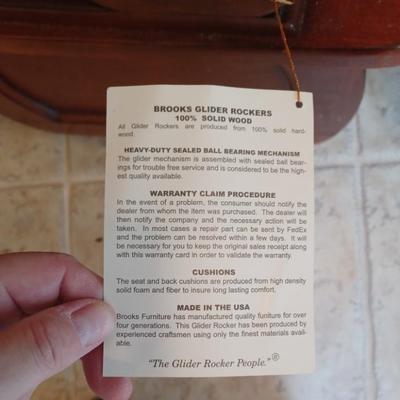 BROOKS GLIDER ROCKERS
100% SOLID WOOD
All Glider Rockers are produced from 100% solid hard-
wood.
HEAVY-DUTY SEALED BALL BEARING MECHANISM
The glider mechanism is assembled with sealed ball bear-
ings for trouble free service and is considered to be the high-
est quality available.
WARRANTY CLAIM PROCEDURE
In the event of a problem, the consumer should notify the
dealer from whom the item was purchased. The dealer will
then notify the company and the necessary action will be
taken. In most cases a repair part can be sent by FedEx
and the problem can be resolved within a few days. It will
be necessary for you to keep the original sales receipt along
with this warranty card in order to validate the warranty.
CUSHIONS
The seat and back cushions are produced from high density
solid foam and fiber to insure long lasting comfort.
MADE IN THE USA
Brooks Furniture has manufactured quality funiture for over
four generations. This Glider Rocker has been produced by
experienced craftsmen using only the finest materials avail-
able.
"The Glider Rocker People."®